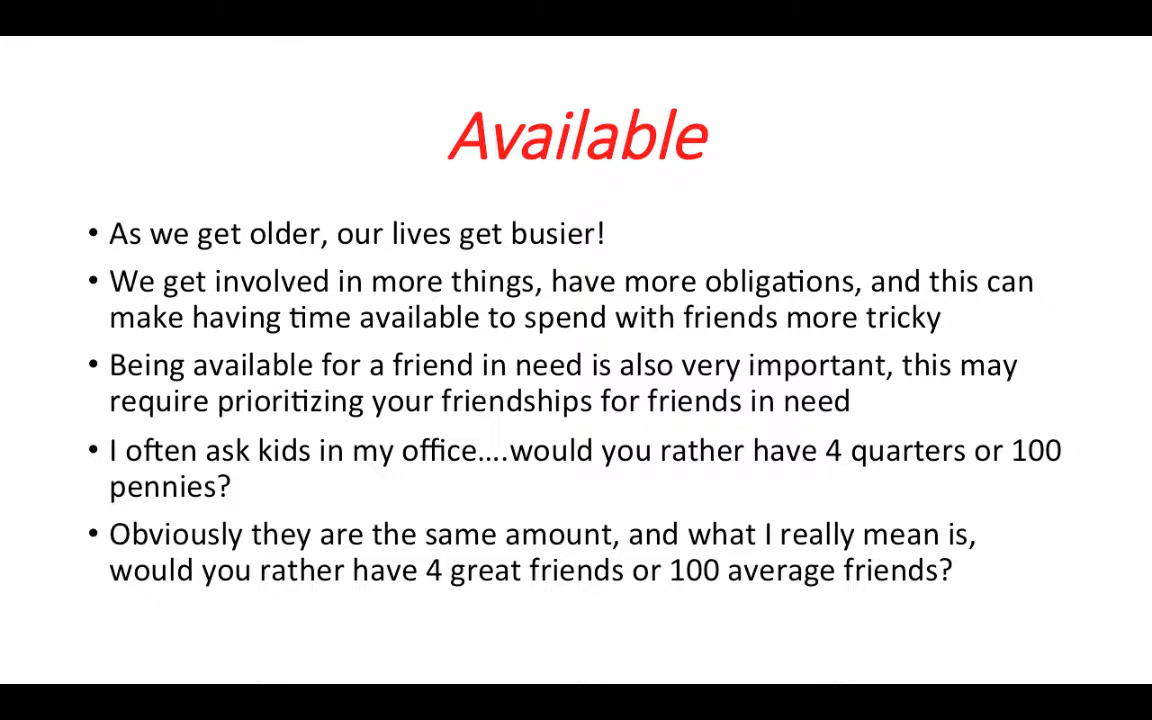 Available
• As we get older, our lives get busier!
• We get involved in more things, have more obligations, and this can
make having time available to spend with friends more tricky
• Being available for a friend in need is also very important, this may
require prioritizing your friendships for friends in need
• I often ask kids in my office....would you rather have 4 quarters or 100
pennies?
• Obviously they are the same amount, and what I really mean is,
would you rather have 4 great friends or 100 average friends?